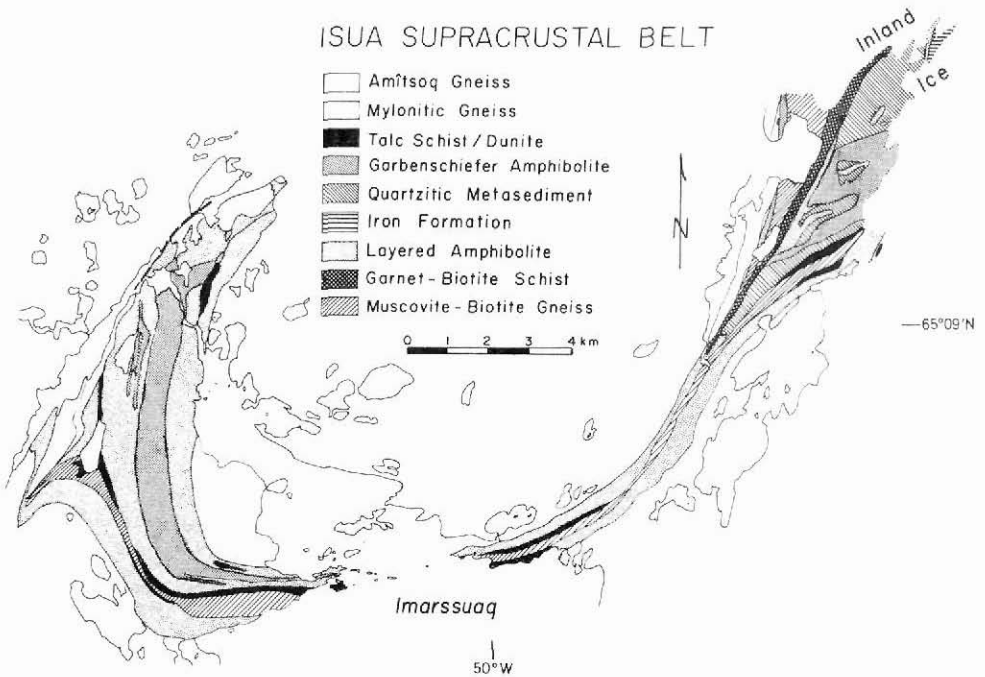 ISUA SUPRACRUSTAL BELT
Amîtsoq Gneiss
Mylonitic Gneiss
Talc Schist / Dunite
Garbenschiefer Amphibolite
Quartzitic Metasediment
Iron Formation
Layered Amphibolite
Garnet-Biotite Schist
Muscovite-Biotite Gneiss
0 1 2 3 4 km
N
Inland
Ice
65°09'N
Imarssuaq
50°W